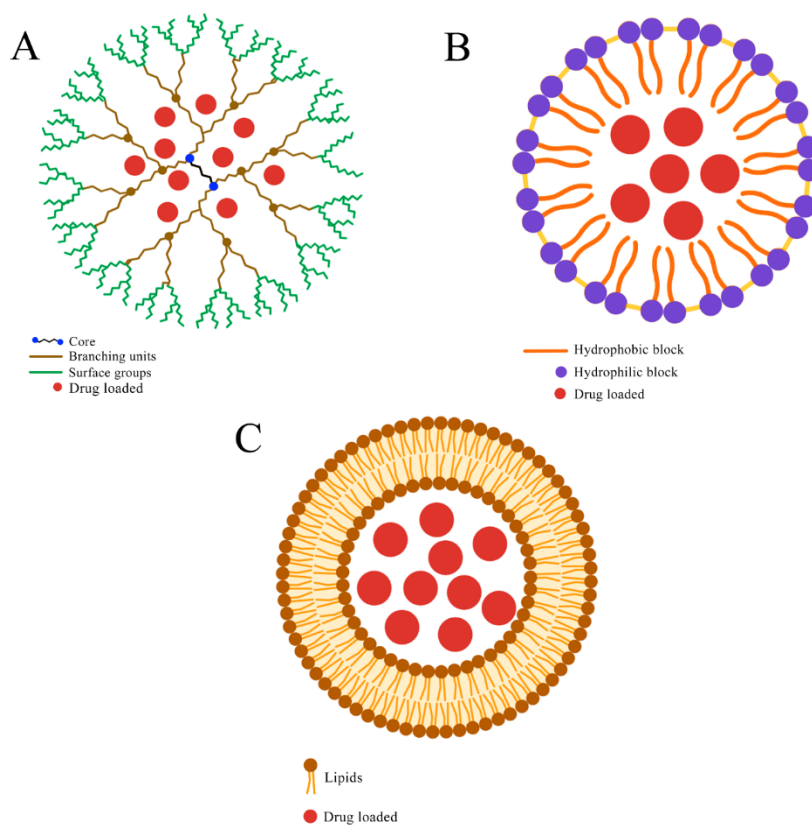 A
Core
Branching units
Surface groups
Drug loaded
B
Hydrophobic block
Hydrophilic block
Drug loaded
C
Lipids
Drug loaded